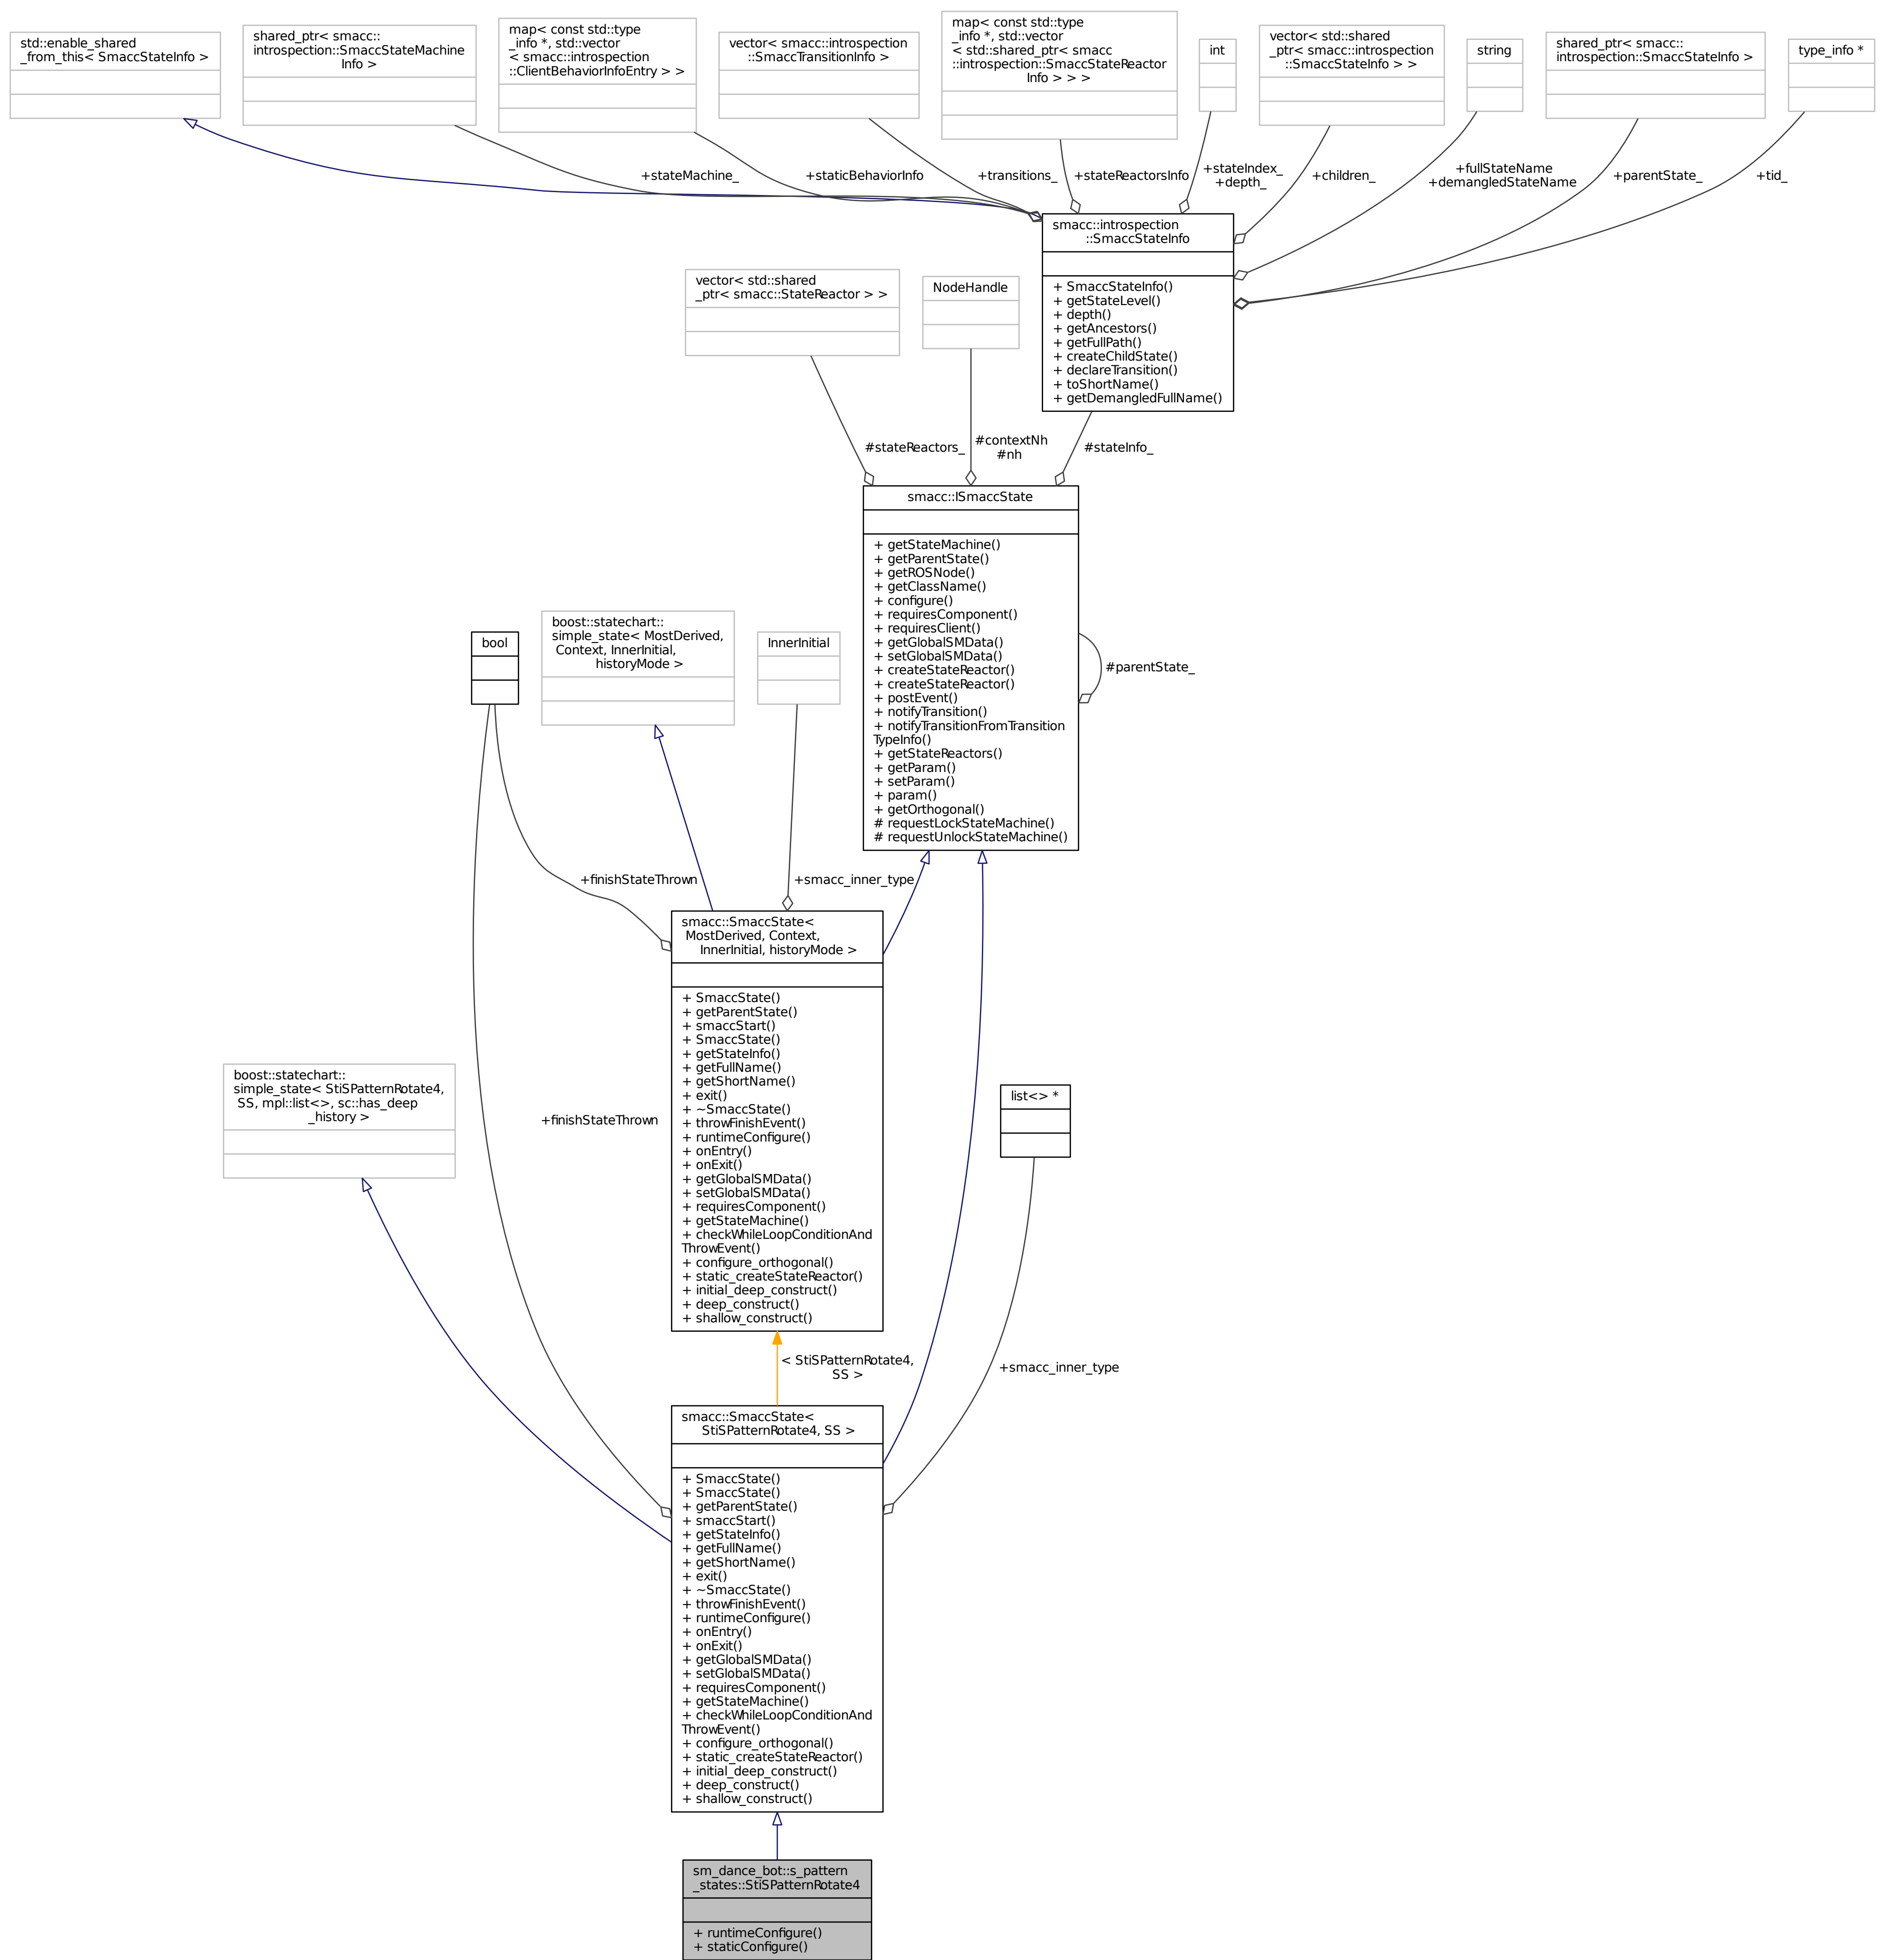 std::enable_shared
_from_this< SmaccStateInfo >
shared_ptr< smacc::
introspection::SmaccStateMachine
Info >
map< const std::type
_info *, std::vector
< smacc::introspection
::ClientBehaviorInfoEntry > >
vector< smacc::introspection
::SmaccTransitionInfo >
map< const std::type
_info *, std::vector
< std::shared_ptr< smacc
::introspection::SmaccStateReactor
Info > > >
int
vector< std::shared
_ptr< smacc::introspection
::SmaccStateInfo > >
string
shared_ptr< smacc::
introspection::SmaccStateInfo >
type_info *
+stateMachine_
+staticBehaviorInfo
+transitions_
+stateReactorsInfo
+stateIndex_
+depth_
+children_
+fullStateName
+demangledStateName
+parentState_
+tid_
smacc::introspection
::SmaccStateInfo
+ SmaccStateInfo()
+ getStateLevel()
+ depth()
+ getAncestors()
+ getFullPath()
+ createChildState()
+ declareTransition()
+ toShortName()
+ getDemangledFullName()
vector< std::shared
_ptr< smacc::StateReactor > >
NodeHandle
#stateReactors_
#contextNh
#nh
#stateInfo_
smacc::ISmaccState
+ getStateMachine()
+ getParentState()
+ getROSNode()
+ getClassName()
+ configure()
+ requiresComponent()
+ requiresClient()
+ getGlobalSMData()
+ setGlobalSMData()
+ createStateReactor()
+ createStateReactor()
+ postEvent()
+ notifyTransition()
+ notifyTransitionFromTransition
TypeInfo()
+ getStateReactors()
+ getParam()
+ setParam()
+ param()
+ getOrthogonal()
# requestLockStateMachine()
# requestUnlockStateMachine()
#parentState_
bool
boost::statechart::
simple_state< MostDerived,
Context, InnerInitial,
historyMode >
InnerInitial
+finishStateThrown
+smacc_inner_type
smacc::SmaccState<
MostDerived, Context,
InnerInitial, historyMode >
+ SmaccState()
+ getParentState()
+ smaccStart()
+ SmaccState()
+ getStateInfo()
+ getFullName()
+ getShortName()
+ exit()
+ ~SmaccState()
+ throwFinishEvent()
+ runtimeConfigure()
+ onEntry()
+ onExit()
+ getGlobalSMData()
+ setGlobalSMData()
+ requiresComponent()
+ getStateMachine()
+ checkWhileLoopConditionAnd
ThrowEvent()
+ configure_orthogonal()
+ static_createStateReactor()
+ initial_deep_construct()
+ deep_construct()
+ shallow_construct()
boost::statechart::
simple_state< StiSPatternRotate4,
SS, mpl::list<>, sc::has_deep
_history >
+finishStateThrown
list<> *
< StiSPatternRotate4,
SS >
+smacc_inner_type
smacc::SmaccState<
StiSPatternRotate4, SS >
+ SmaccState()
+ SmaccState()
+ getParentState()
+ smaccStart()
+ getStateInfo()
+ getFullName()
+ getShortName()
+ exit()
+ ~SmaccState()
+ throwFinishEvent()
+ runtimeConfigure()
+ onEntry()
+ onExit()
+ getGlobalSMData()
+ setGlobalSMData()
+ requiresComponent()
+ getStateMachine()
+ checkWhileLoopConditionAnd
ThrowEvent()
+ configure_orthogonal()
+ static_createStateReactor()
+ initial_deep_construct()
+ deep_construct()
+ shallow_construct()
sm_dance_bot::s_pattern
_states::StiSPatternRotate4
+ runtimeConfigure()
+ staticConfigure()